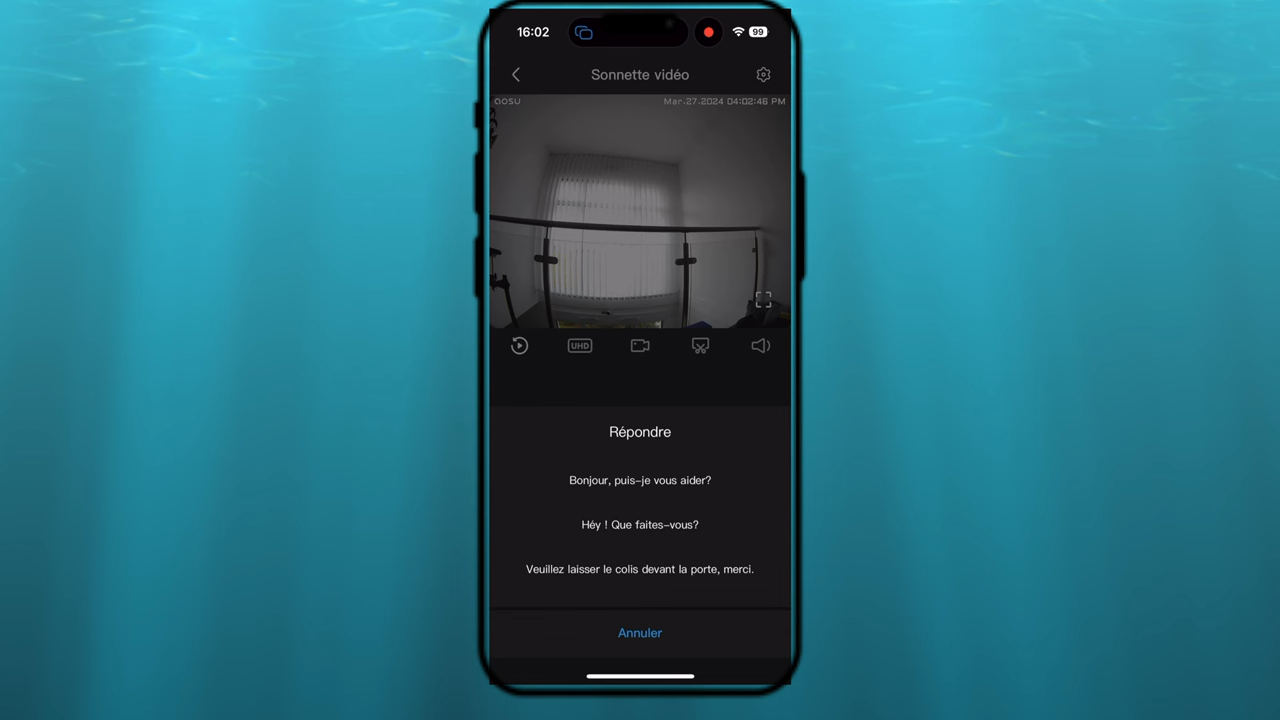 16:02
99
Sonnette vidéo
aosu
Mar.27.2024 04:02:46 PM
UHD
Répondre
Bonjour, puis-je vous aider?
Héy ! Que faites-vous?
Veuillez laisser le colis devant la porte, merci.
Annuler